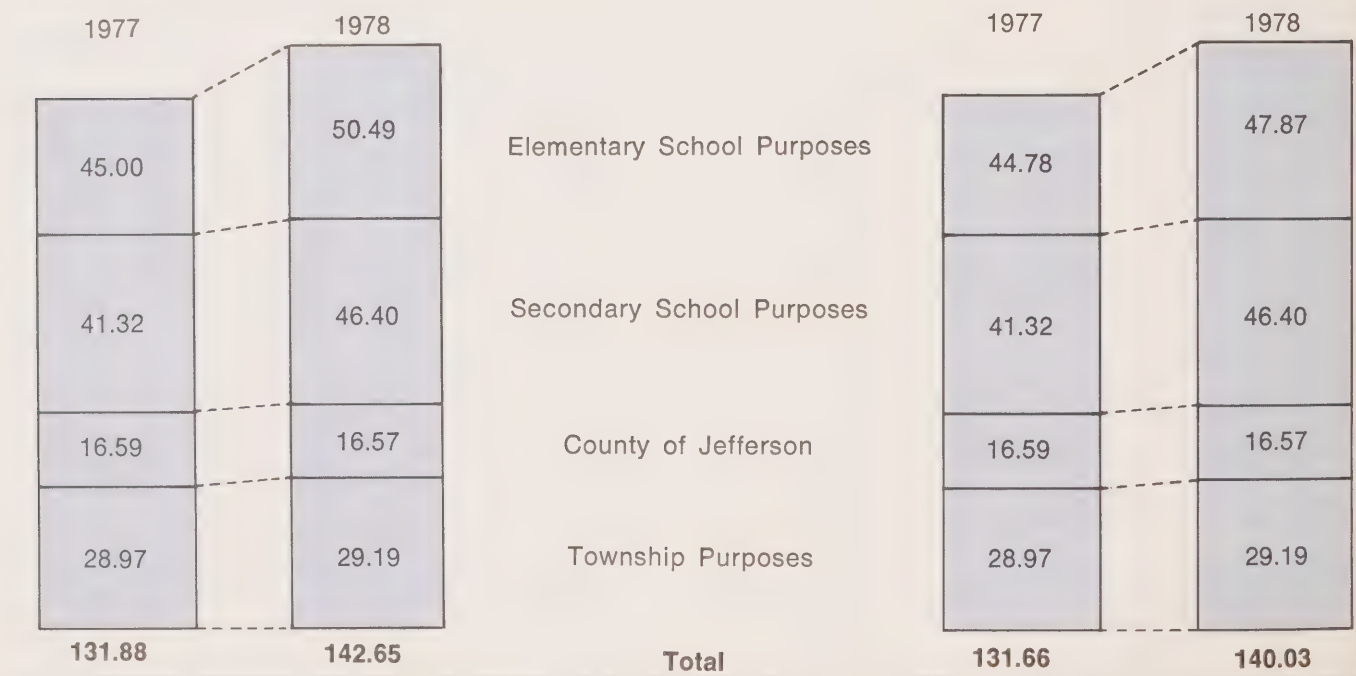 1977 1978 1977 1978
45.00 50.49 Elementary School Purposes 44.78 47.87
41.32 46.40 Secondary School Purposes 41.32 46.40
16.59 16.57 County of Jefferson 16.59 16.57
28.97 29.19 Township Purposes 28.97 29.19
131.88 142.65 Total 131.66 140.03